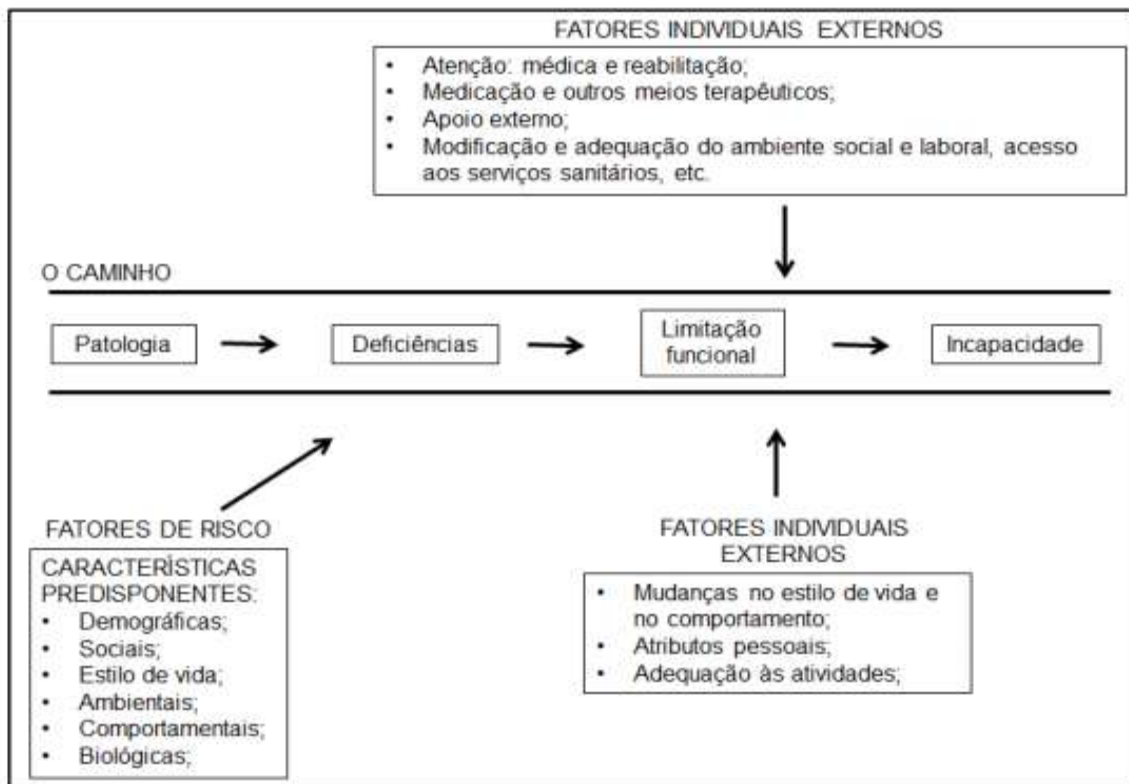 FATORES INDIVIDUAIS EXTERNOS
• Atenção: médica e reabilitação;
• Medicação e outros meios terapêuticos;
• Apoio externo;
• Modificação e adequação do ambiente social e laboral, acesso
aos serviços sanitários, etc.
O CAMINHO
Patologia
Deficiências
Limitação
funcional
Incapacidade
FATORES DE RISCO
CARACTERÍSTICAS
PREDISPONENTES:
• Demográficas;
• Sociais;
• Estilo de vida;
• Ambientais;
• Comportamentais;
• Biológicas;
FATORES INDIVIDUAIS
EXTERNOS
• Mudanças no estilo de vida e
no comportamento;
• Atributos pessoais;
• Adequação às atividades;